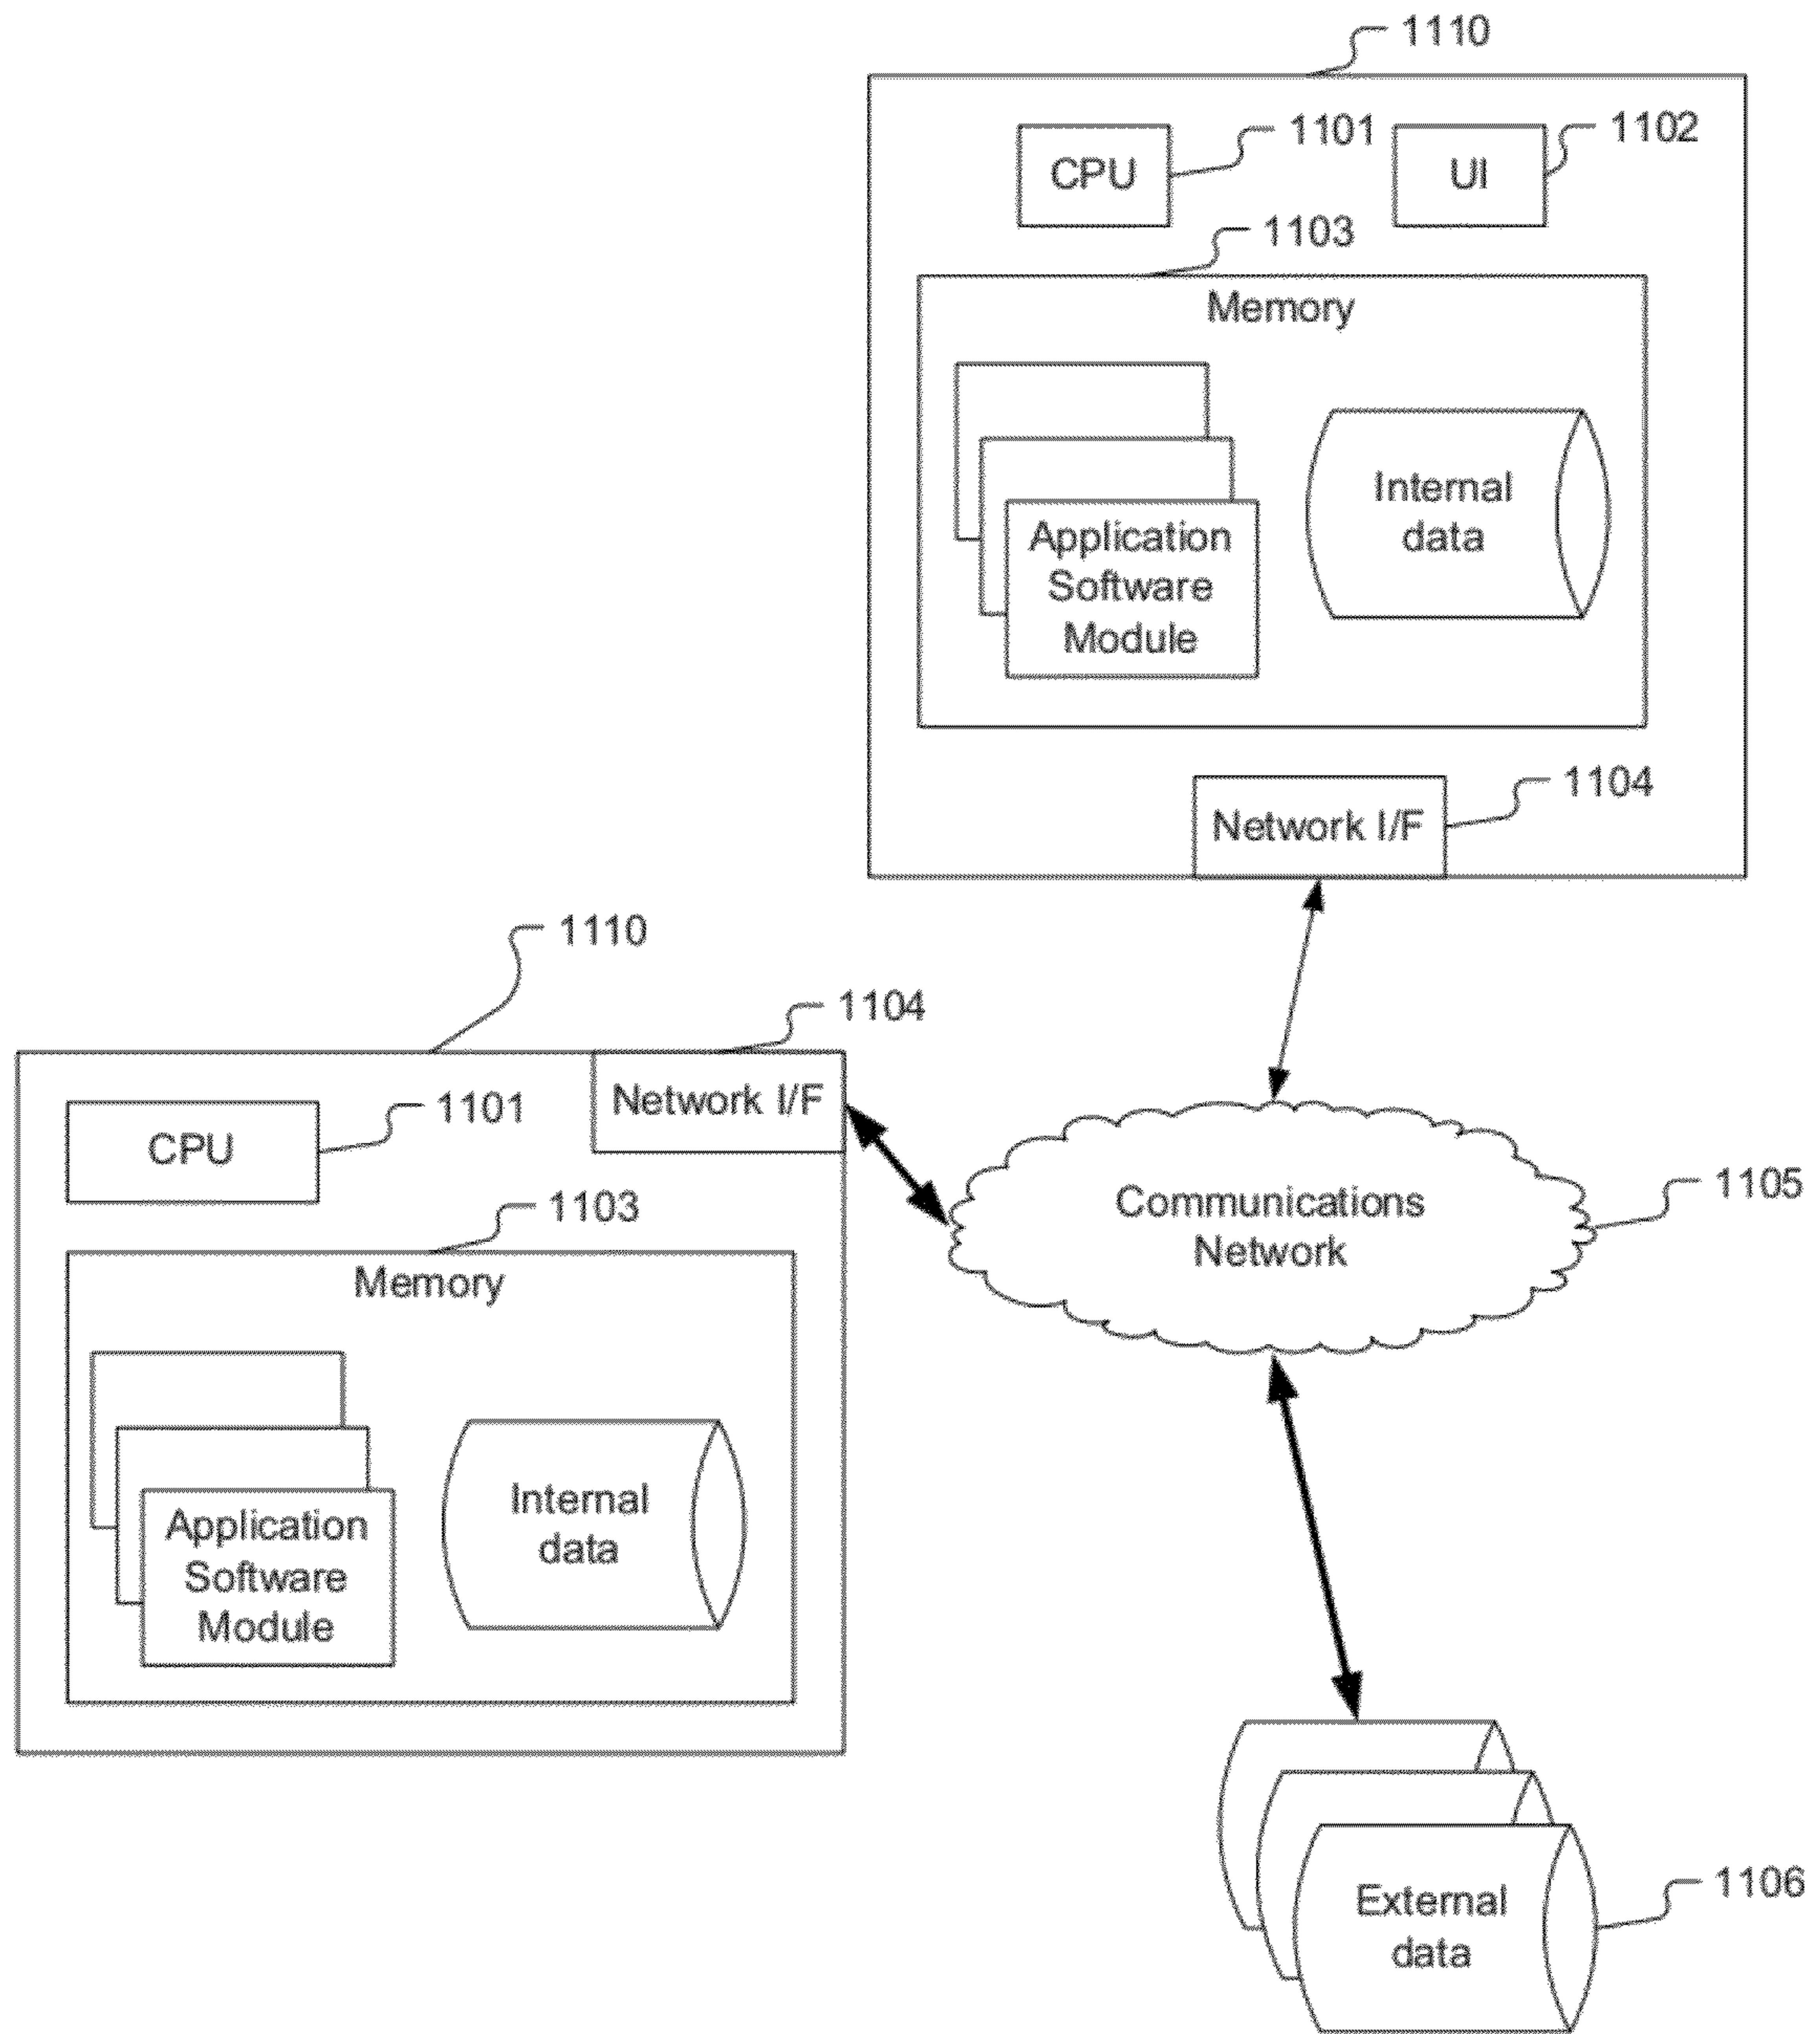 1110
1101
1102
CPU
UI
1103
Memory
Internal
data
Application
Software
Module
1104
Network I/F
1110
1104
Network I/F
1101
CPU
1103
Memory
Internal
data
Application
Software
Module
Communications
Network
1105
External
data
1106